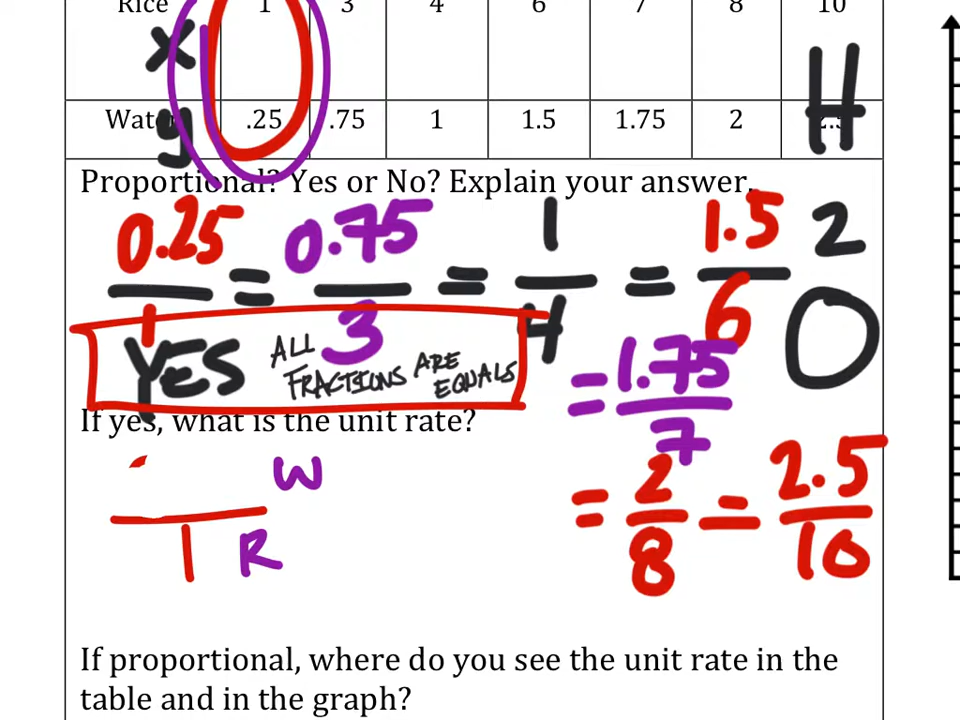 Rice 1 3 4 6 7 8 10
x
H
Water .25 .75 1 1.5 1.75 2 2.5
y
Proportional? Yes or No? Explain your answer.
0.25/1 = 0.75/3 = 1/4 = 1.5/6 2
0
YES ALL FRACTIONS ARE EQUALS
= 1.75/7
If yes, what is the unit rate?
1 W
R
= 2/8 = 2.5/10
If proportional, where do you see the unit rate in the
table and in the graph?